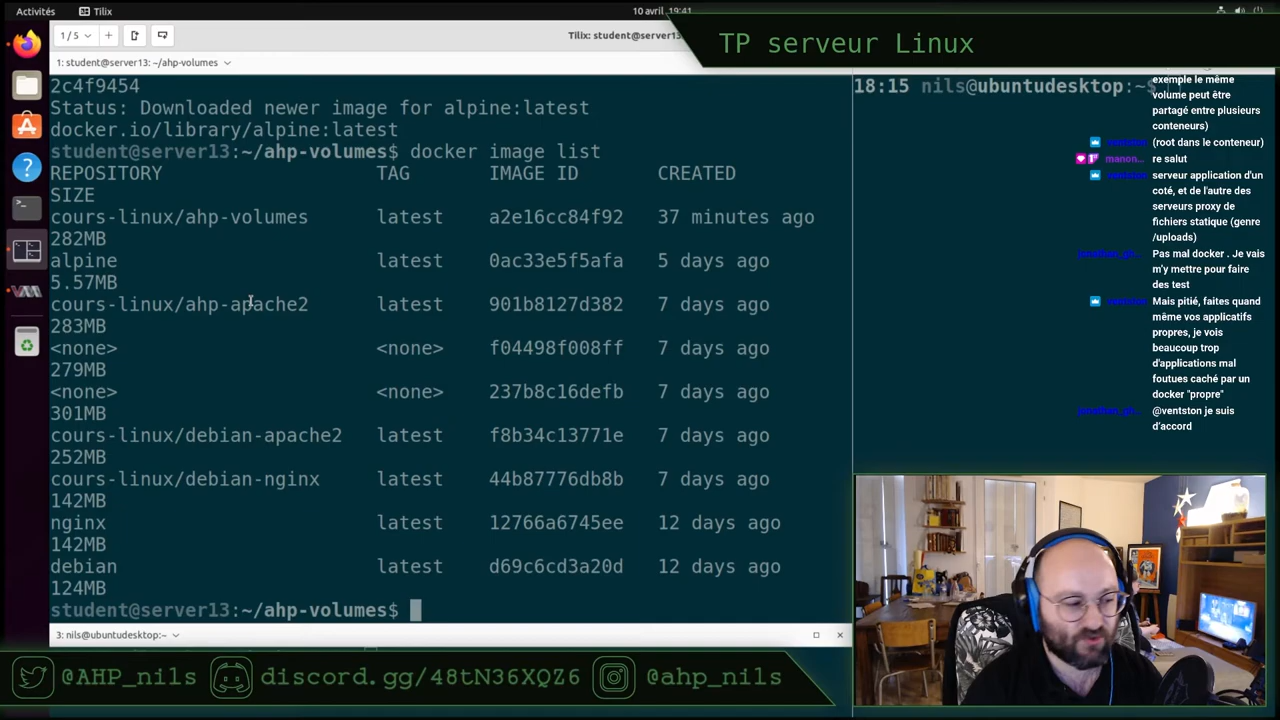 Activités
Tilix
10 avril 19:41
TP serveur Linux
1 / 5
Tilix: student@server13:
1: student@server13: ~/ahp-volumes
2c4f9454
Status: Downloaded newer image for alpine:latest
docker.io/library/alpine:latest
student@server13:~/ahp-volumes$ docker image list
REPOSITORY TAG IMAGE ID CREATED
SIZE
cours-linux/ahp-volumes latest a2e16cc84f92 37 minutes ago
282MB
alpine latest 0ac33e5f5afa 5 days ago
5.57MB
cours-linux/ahp-apache2 latest 901b8127d382 7 days ago
283MB
<none> <none> f04498f008ff 7 days ago
279MB
<none> <none> 237b8c16defb 7 days ago
301MB
cours-linux/debian-apache2 latest f8b34c13771e 7 days ago
252MB
cours-linux/debian-nginx latest 44b87776db8b 7 days ago
142MB
nginx latest 12766a6745ee 12 days ago
142MB
debian latest d69c6cd3a20d 12 days ago
124MB
student@server13:~/ahp-volumes$
3: nils@ubuntudesktop:~
18:15 nils@ubuntudesktop:~$
exemple le même
volume peut être
partagé entre plusieurs
conteneurs)
ventston (root dans le conteneur)
manon... re salut
ventston serveur application d'un
coté, et de l'autre des
serveurs proxy de
fichiers statique (genre
/uploads)
jonathan_gh... Pas mal docker . Je vais
m'y mettre pour faire
des test
ventston Mais pitié, faites quand
même vos applicatifs
propres, je vois
beaucoup trop
d'applications mal
foutues caché par un
docker "propre"
@ventston je suis
d'accord
@AHP_nils
discord.gg/48tN36XQZ6
@ahp_nils